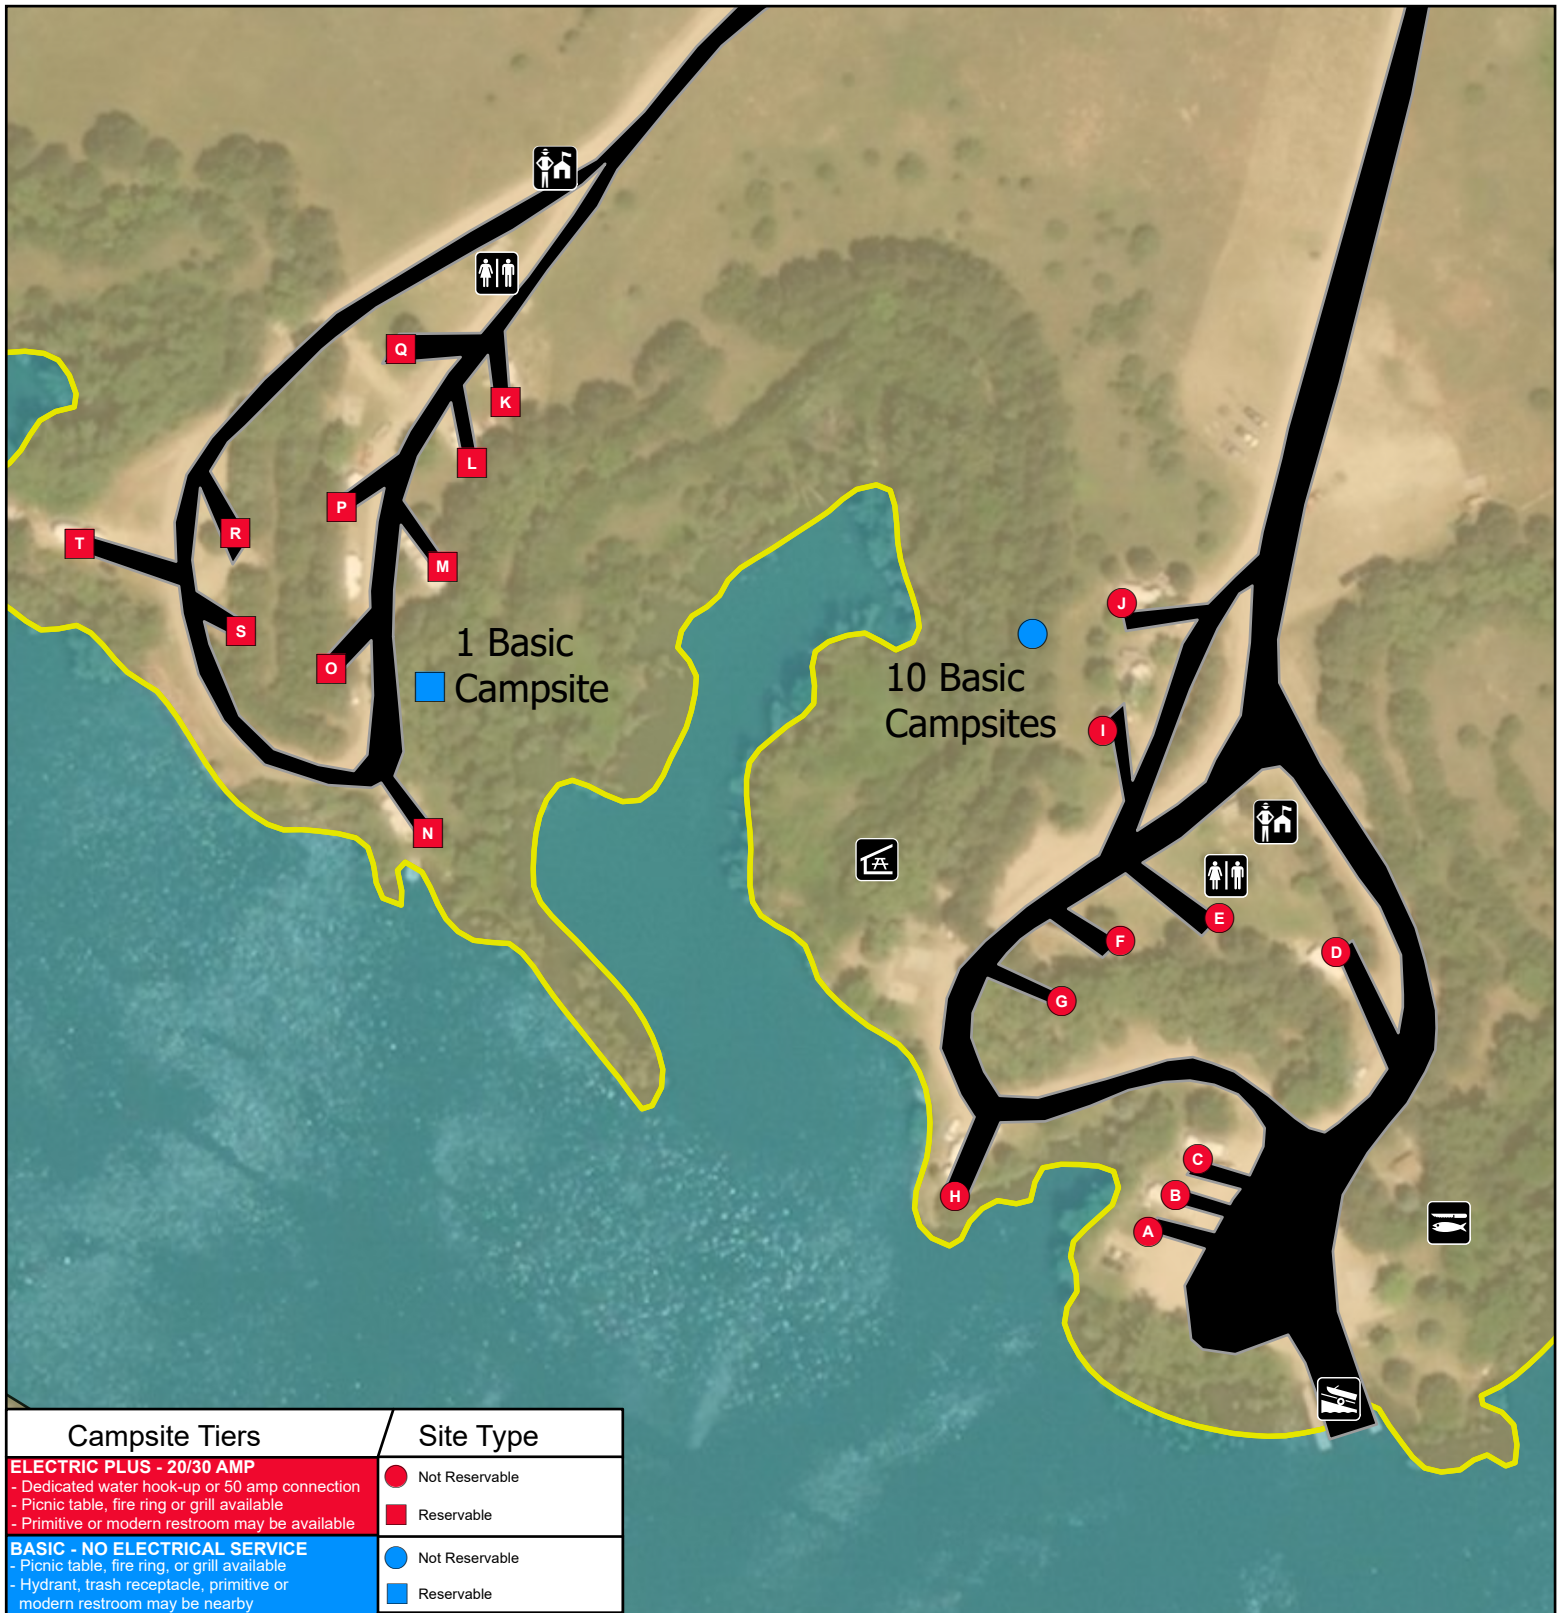 Q
K
L
P
R
T
M
S
O
1 Basic
Campsite
N
J
10 Basic
Campsites
I
E
F
D
G
C
B
H
A
Campsite Tiers
Site Type
ELECTRIC PLUS - 20/30 AMP
- Dedicated water hook-up or 50 amp connection
- Picnic table, fire ring or grill available
- Primitive or modern restroom may be available
Not Reservable
Reservable
BASIC - NO ELECTRICAL SERVICE
- Picnic table, fire ring, or grill available
- Hydrant, trash receptacle, primitive or
modern restroom may be nearby
Not Reservable
Reservable